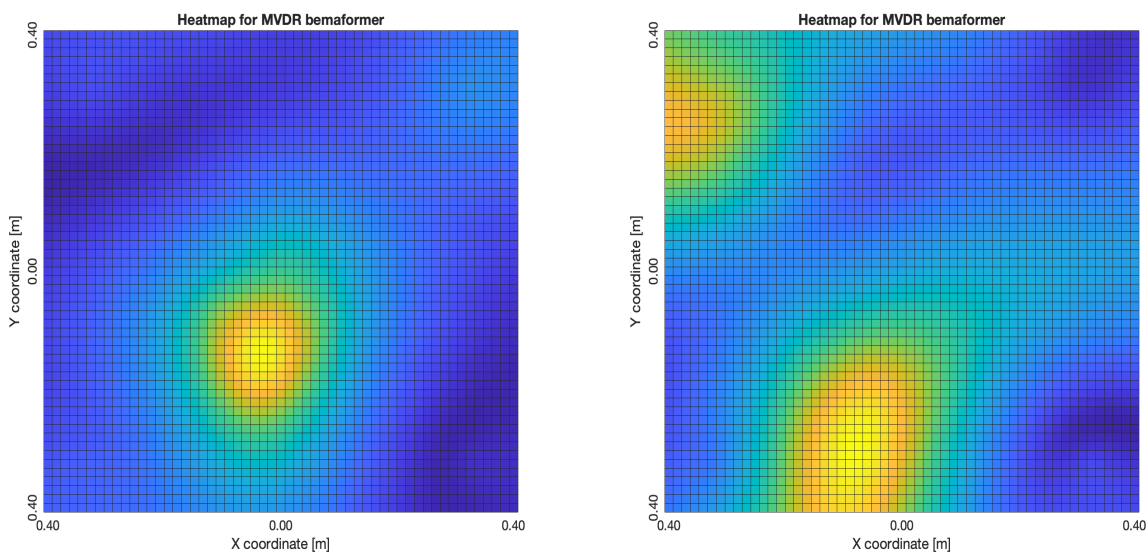 Heatmap for MVDR bemaformer
0.40
Y coordinate [m]
0.00
0.40
0.40 0.00 0.40
X coordinate [m]
Heatmap for MVDR bemaformer
0.40
Y coordinate [m]
0.00
0.40
0.40 0.00 0.40
X coordinate [m]